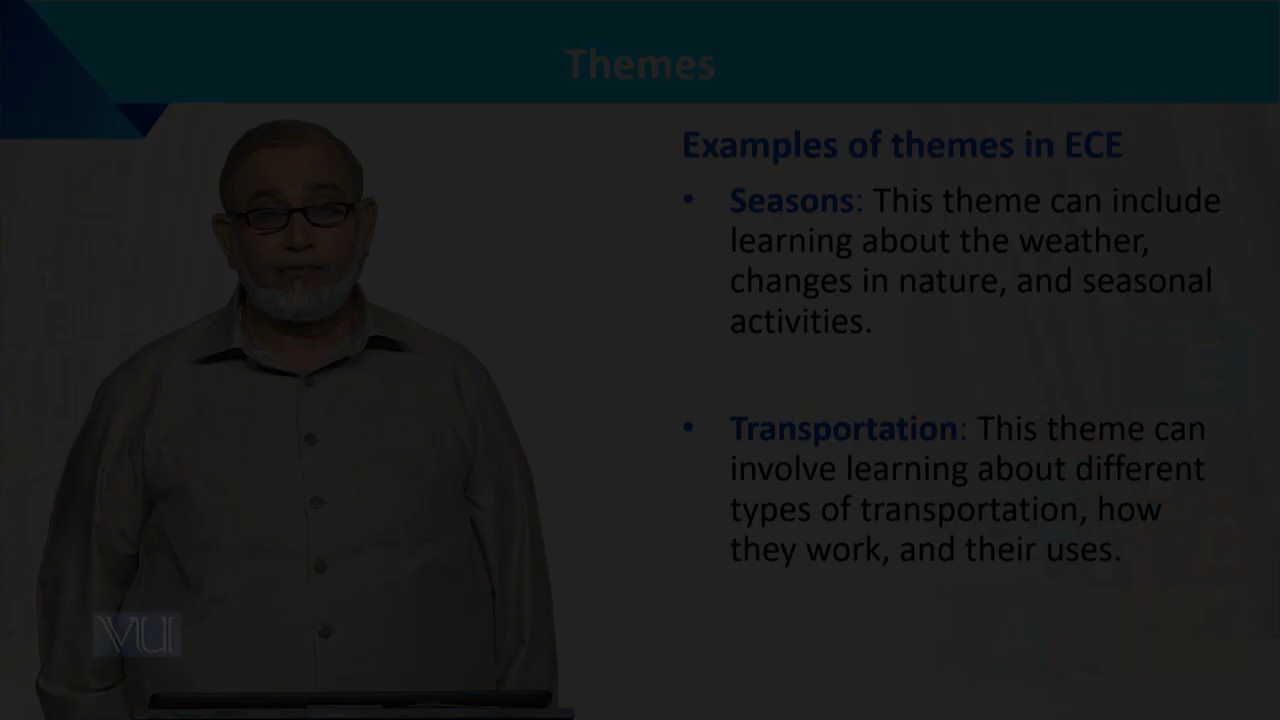 Themes
Examples of themes in ECE
• Seasons: This theme can include
learning about the weather,
changes in nature, and seasonal
activities.
• Transportation: This theme can
involve learning about different
types of transportation, how
they work, and their uses.
VU
E
C